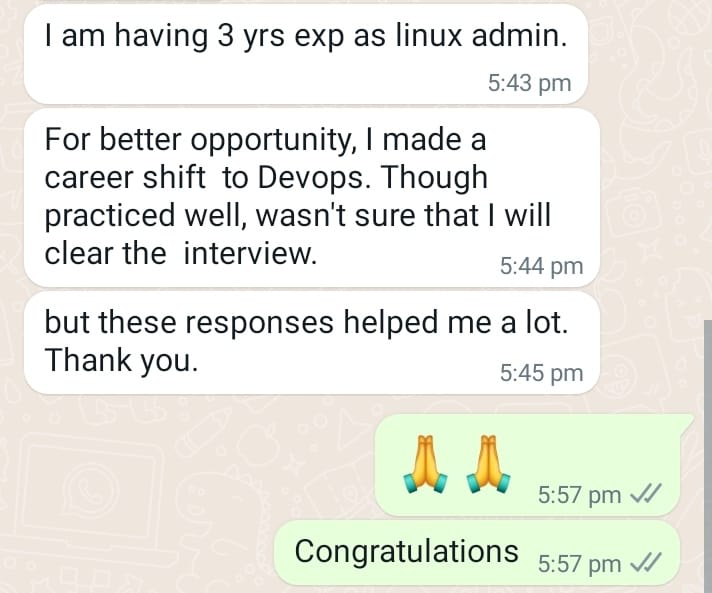 I am having 3 yrs exp as linux admin.
5:43 pm
For better opportunity, I made a
career shift  to Devops. Though
practiced well, wasn't sure that I will
clear the  interview.
5:44 pm
but these responses helped me a lot.
Thank you.
5:45 pm
🙏 🙏
5:57 pm
Congratulations
5:57 pm